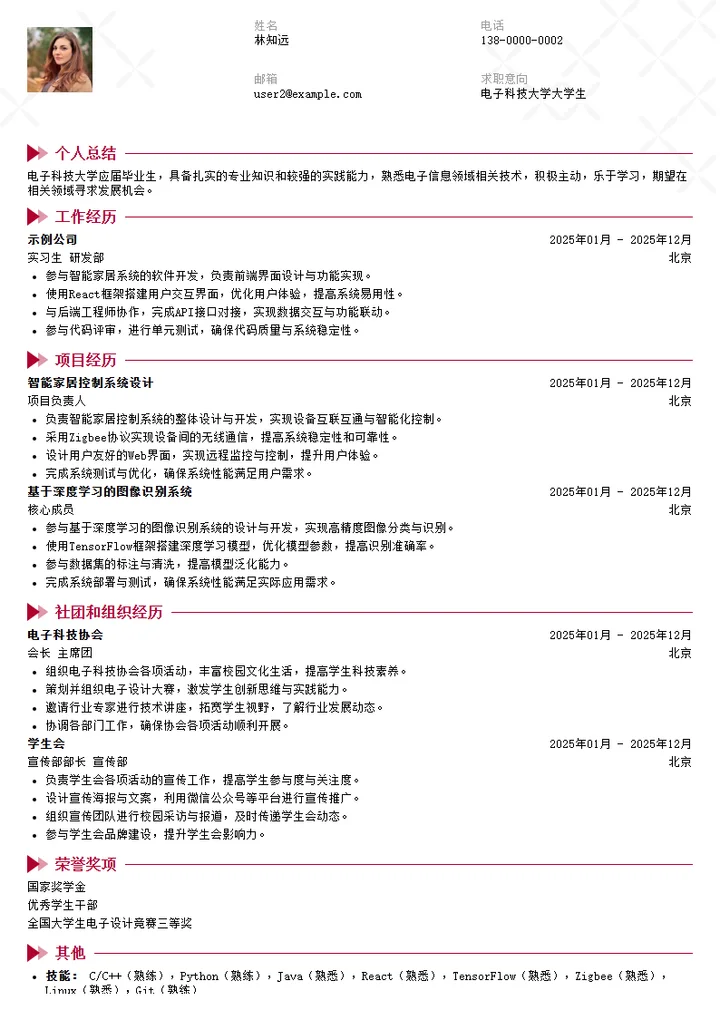 姓名
林知远
电话
138-0000-0002
邮箱
user2@example.com
求职意向
电子科技大学大学生
个人总结
电子科技大学应届毕业生，具备扎实的专业知识和较强的实践能力，熟悉电子信息领域相关技术，积极主动，乐于学习，期望在
相关领域寻求发展机会。
工作经历
示例公司 2025年01月 - 2025年12月
实习生 研发部 北京
• 参与智能家居系统的软件开发，负责前端界面设计与功能实现。
• 使用React框架搭建用户交互界面，优化用户体验，提高系统易用性。
• 与后端工程师协作，完成API接口对接，实现数据交互与功能联动。
• 参与代码评审，进行单元测试，确保代码质量与系统稳定性。
项目经历
智能家居控制系统设计 2025年01月 - 2025年12月
项目负责人 北京
• 负责智能家居控制系统的整体设计与开发，实现设备互联互通与智能化控制。
• 采用Zigbee协议实现设备间的无线通信，提高系统稳定性和可靠性。
• 设计用户友好的Web界面，实现远程监控与控制，提升用户体验。
• 完成系统测试与优化，确保系统性能满足用户需求。
基于深度学习的图像识别系统 2025年01月 - 2025年12月
核心成员 北京
• 参与基于深度学习的图像识别系统的设计与开发，实现高精度图像分类与识别。
• 使用TensorFlow框架搭建深度学习模型，优化模型参数，提高识别准确率。
• 参与数据集的标注与清洗，提高模型泛化能力。
• 完成系统部署与测试，确保系统性能满足实际应用需求。
社团和组织经历
电子科技协会 2025年01月 - 2025年12月
会长 主席团 北京
• 组织电子科技协会各项活动，丰富校园文化生活，提高学生科技素养。
• 策划并组织电子设计大赛，激发学生创新思维与实践能力。
• 邀请行业专家进行技术讲座，拓宽学生视野，了解行业发展动态。
• 协调各部门工作，确保协会各项活动顺利开展。
学生会 2025年01月 - 2025年12月
宣传部部长 宣传部 北京
• 负责学生会各项活动的宣传工作，提高学生参与度与关注度。
• 设计宣传海报与文案，利用微信公众号等平台进行宣传推广。
• 组织宣传团队进行校园采访与报道，及时传递学生会动态。
• 参与学生会品牌建设，提升学生会影响力。
荣誉奖项
国家奖学金
优秀学生干部
全国大学生电子设计竞赛三等奖
其他
• 技能： C/C++（熟练），Python（熟练），Java（熟悉），React（熟悉），TensorFlow（熟悉），Zigbee（熟悉），
Linux（熟悉），Git（熟练）